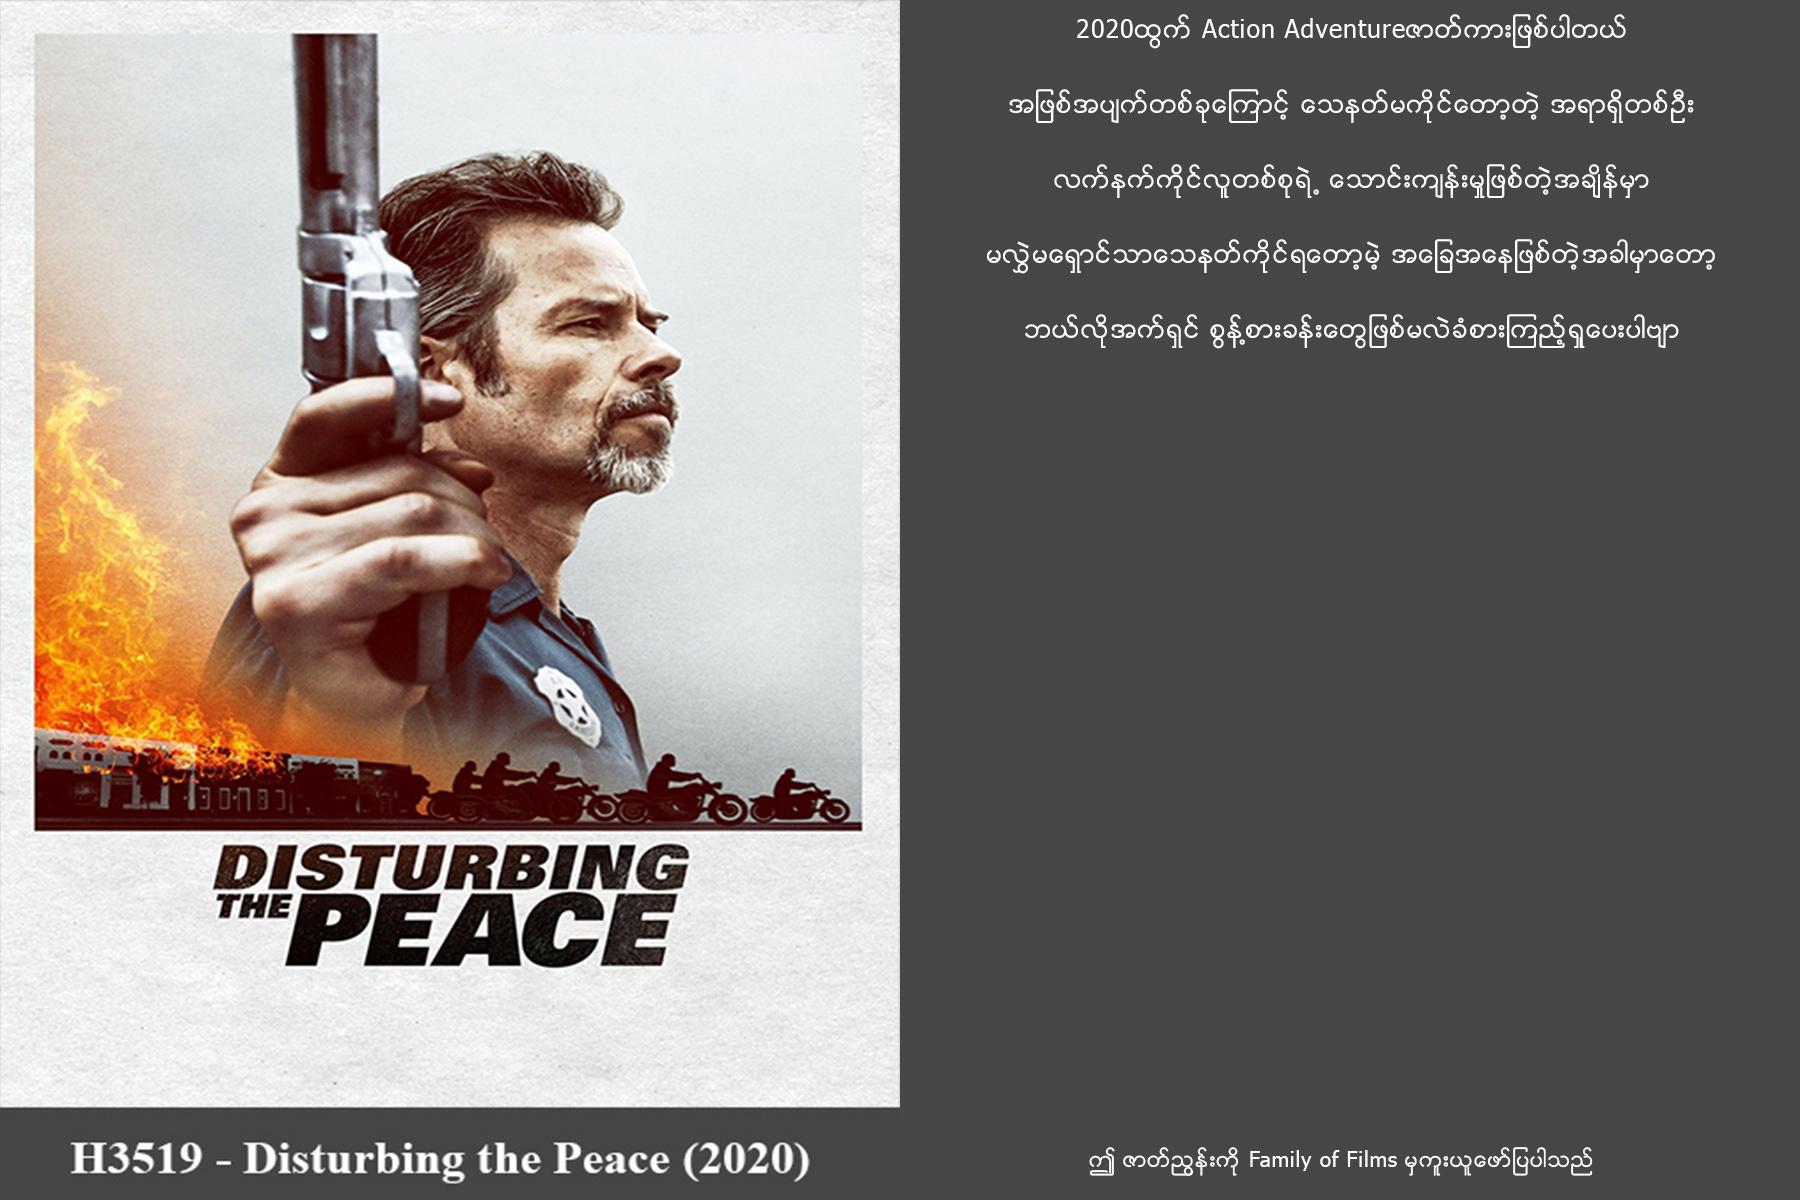 DISTURBING
THE PEACE
H3519 - Disturbing the Peace (2020)
2020ထွက် Action Adventureဇာတ်ကားဖြစ်ပါတယ်
အဖြစ်အပျက်တစ်ခုကြောင့် သေနတ်မကိုင်တော့တဲ့ အရာရှိတစ်ဦး
လက်နက်ကိုင်လူတစ်စုရဲ့ သောင်းကျန်းမှုဖြစ်တဲ့အချိန်မှာ
မလွှဲမရှောင်သာသေနတ်ကိုင်ရတော့မဲ့ အခြေအနေဖြစ်တဲ့အခါမှာတော့
ဘယ်လိုအက်ရှင် စွန့်စားခန်းတွေဖြစ်မလဲခံစားကြည့်ရှုပေးပါဗျာ
ဤ ဇာတ်ညွှန်းကို Family of Films မှကူးယူဖော်ပြပါသည်